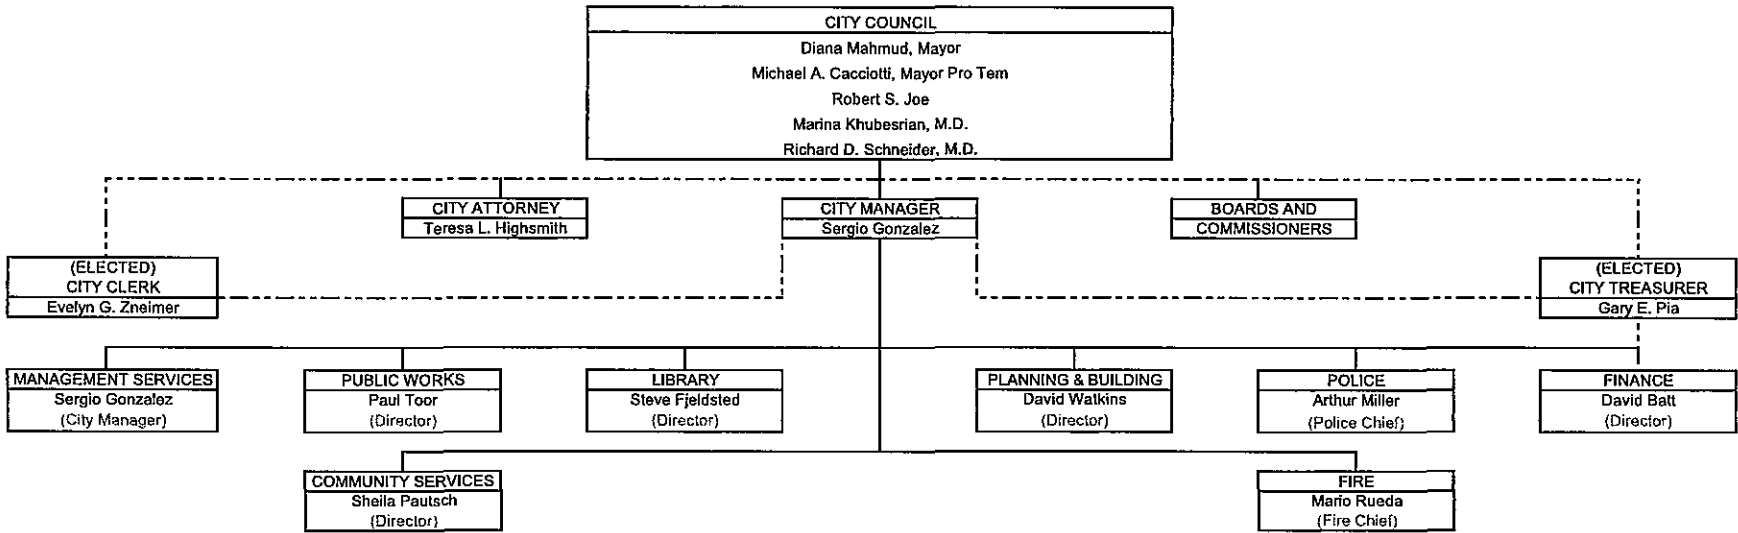 CITY COUNCIL
Diana Mahmud, Mayor
Michael A. Cacciotti, Mayor Pro Tem
Robert S. Joe
Marina Khubesrian, M.D.
Richard D. Schneider, M.D.
CITY ATTORNEY
Teresa L. Highsmith
CITY MANAGER
Sergio Gonzalez
BOARDS AND
COMMISSIONERS
(ELECTED)
CITY CLERK
Evelyn G. Zneimer
(ELECTED)
CITY TREASURER
Gary E. Pia
MANAGEMENT SERVICES
Sergio Gonzalez
(City Manager)
PUBLIC WORKS
Paul Toor
(Director)
LIBRARY
Steve Fjeldsted
(Director)
PLANNING & BUILDING
David Watkins
(Director)
POLICE
Arthur Miller
(Police Chief)
FINANCE
David Batt
(Director)
COMMUNITY SERVICES
Sheila Pautsch
(Director)
FIRE
Mario Rueda
(Fire Chief)